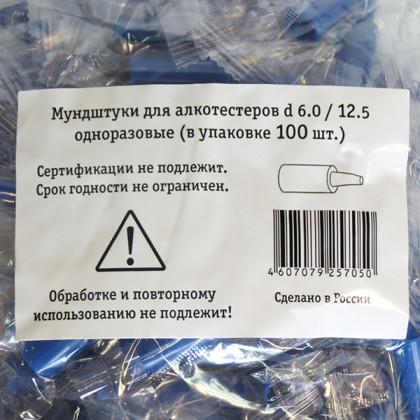 Мундштуки для алкотестеров d 6.0 / 12.5
одноразовые (в упаковке 100 шт.)
Сертификации не подлежит.
Срок годности не ограничен.
4 607079 257050
Обработке и повторному
использованию не подлежит!
Сделано в России